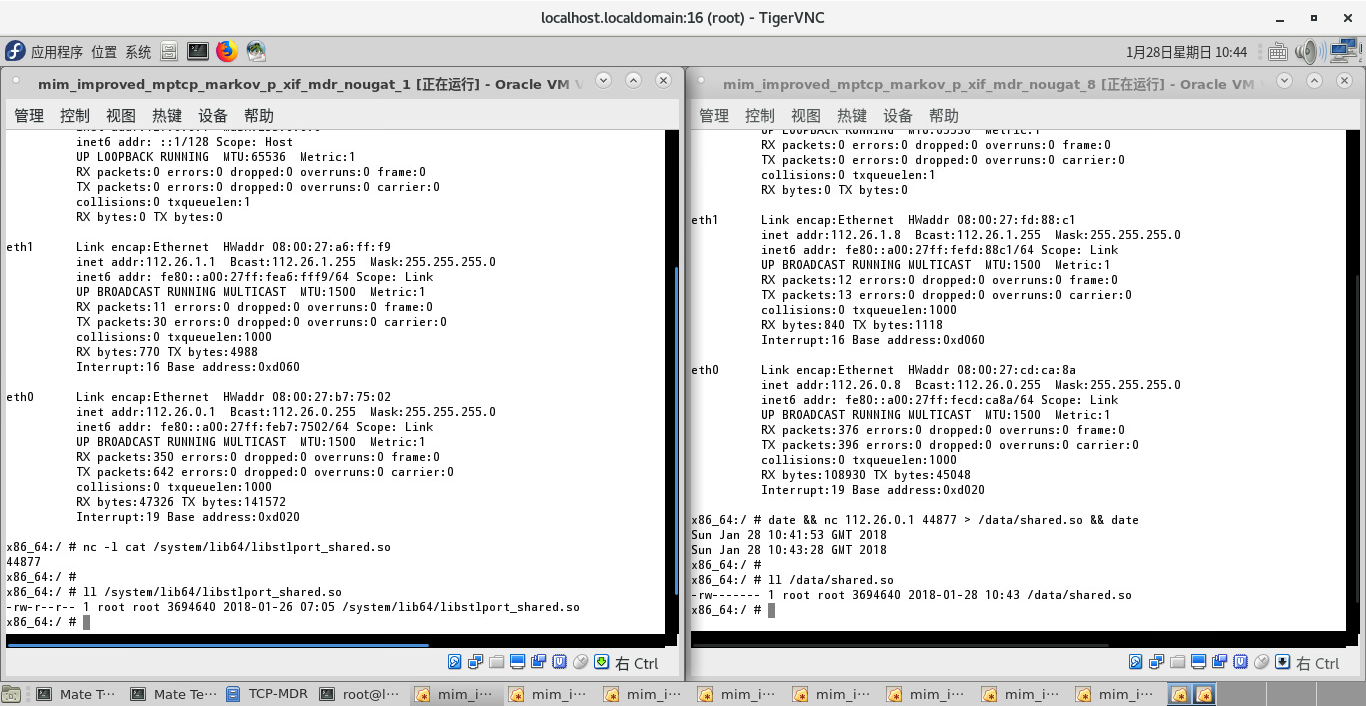 localhost.localdomain:16 (root) - TigerVNC
应用程序 位置 系统
1月28日星期日 10:44
mim_improved_mptcp_markov_p_xif_mdr_nougat_1 [正在运行] - Oracle VM V
管理 控制 视图 热键 设备 帮助
inet6 addr: ::1/128 Scope: Host
UP LOOPBACK RUNNING  MTU:65536  Metric:1
RX packets:0 errors:0 dropped:0 overruns:0 frame:0
TX packets:0 errors:0 dropped:0 overruns:0 carrier:0
collisions:0 txqueuelen:1
RX bytes:0 TX bytes:0
eth1      Link encap:Ethernet  HWaddr 08:00:27:a6:ff:f9
inet addr:112.26.1.1  Bcast:112.26.1.255  Mask:255.255.255.0
inet6 addr: fe80::a00:27ff:fea6:fff9/64 Scope: Link
UP BROADCAST RUNNING MULTICAST  MTU:1500  Metric:1
RX packets:11 errors:0 dropped:0 overruns:0 frame:0
TX packets:30 errors:0 dropped:0 overruns:0 carrier:0
collisions:0 txqueuelen:1000
RX bytes:770 TX bytes:4988
Interrupt:16 Base address:0xd060
eth0      Link encap:Ethernet  HWaddr 08:00:27:b7:75:02
inet addr:112.26.0.1  Bcast:112.26.0.255  Mask:255.255.255.0
inet6 addr: fe80::a00:27ff:feb7:7502/64 Scope: Link
UP BROADCAST RUNNING MULTICAST  MTU:1500  Metric:1
RX packets:350 errors:0 dropped:0 overruns:0 frame:0
TX packets:642 errors:0 dropped:0 overruns:0 carrier:0
collisions:0 txqueuelen:1000
RX bytes:47326 TX bytes:141572
Interrupt:19 Base address:0xd020
x86_64:/ # nc -l cat /system/lib64/libstlport_shared.so
44877
x86_64:/ #
x86_64:/ # ll /system/lib64/libstlport_shared.so
-rw-r--r-- 1 root root 3694640 2018-01-26 07:05 /system/lib64/libstlport_shared.so
x86_64:/ #
右 Ctrl
mim_improved_mptcp_markov_p_xif_mdr_nougat_8 [正在运行] - Oracle VM
管理 控制 视图 热键 设备 帮助
UP LOOPBACK RUNNING  MTU:65536  Metric:1
RX packets:0 errors:0 dropped:0 overruns:0 frame:0
TX packets:0 errors:0 dropped:0 overruns:0 carrier:0
collisions:0 txqueuelen:1
RX bytes:0 TX bytes:0
eth1      Link encap:Ethernet  HWaddr 08:00:27:fd:88:c1
inet addr:112.26.1.8  Bcast:112.26.1.255  Mask:255.255.255.0
inet6 addr: fe80::a00:27ff:fefd:88c1/64 Scope: Link
UP BROADCAST RUNNING MULTICAST  MTU:1500  Metric:1
RX packets:12 errors:0 dropped:0 overruns:0 frame:0
TX packets:13 errors:0 dropped:0 overruns:0 carrier:0
collisions:0 txqueuelen:1000
RX bytes:840 TX bytes:1118
Interrupt:16 Base address:0xd060
eth0      Link encap:Ethernet  HWaddr 08:00:27:cd:ca:8a
inet addr:112.26.0.8  Bcast:112.26.0.255  Mask:255.255.255.0
inet6 addr: fe80::a00:27ff:fecd:ca8a/64 Scope: Link
UP BROADCAST RUNNING MULTICAST  MTU:1500  Metric:1
RX packets:376 errors:0 dropped:0 overruns:0 frame:0
TX packets:396 errors:0 dropped:0 overruns:0 carrier:0
collisions:0 txqueuelen:1000
RX bytes:108930 TX bytes:45048
Interrupt:19 Base address:0xd020
x86_64:/ # date && nc 112.26.0.1 44877 > /data/shared.so && date
Sun Jan 28 10:41:53 GMT 2018
Sun Jan 28 10:43:28 GMT 2018
x86_64:/ #
x86_64:/ # ll /data/shared.so
-rw------- 1 root root 3694640 2018-01-28 10:43 /data/shared.so
x86_64:/ #
右 Ctrl
Mate T… Mate Te… TCP-MDR root@l… mim_i… mim_i… mim_i… mim_i… mim_i… mim_i… mim_i… mim_i…